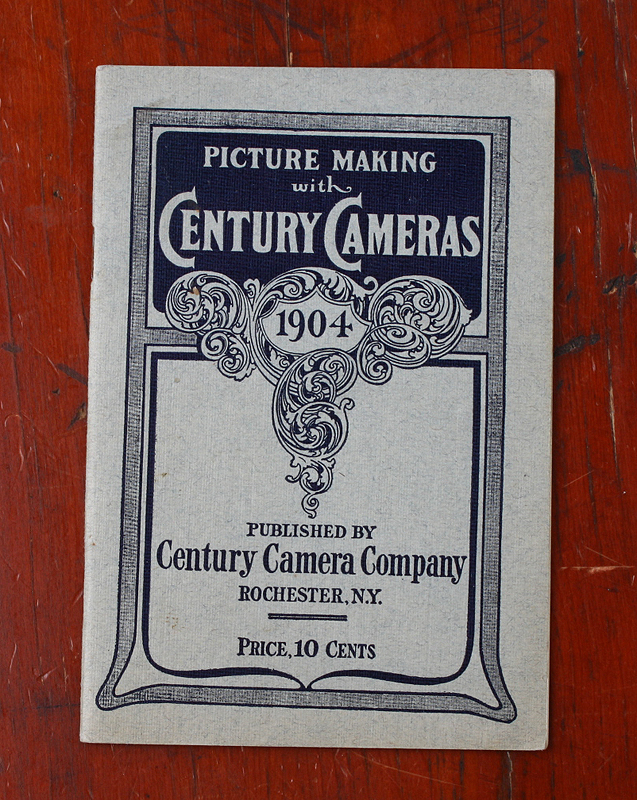 PICTURE MAKING
with
CENTURY CAMERAS
1904
PUBLISHED BY
Century Camera Company
ROCHESTER, N.Y.
PRICE, 10 CENTS